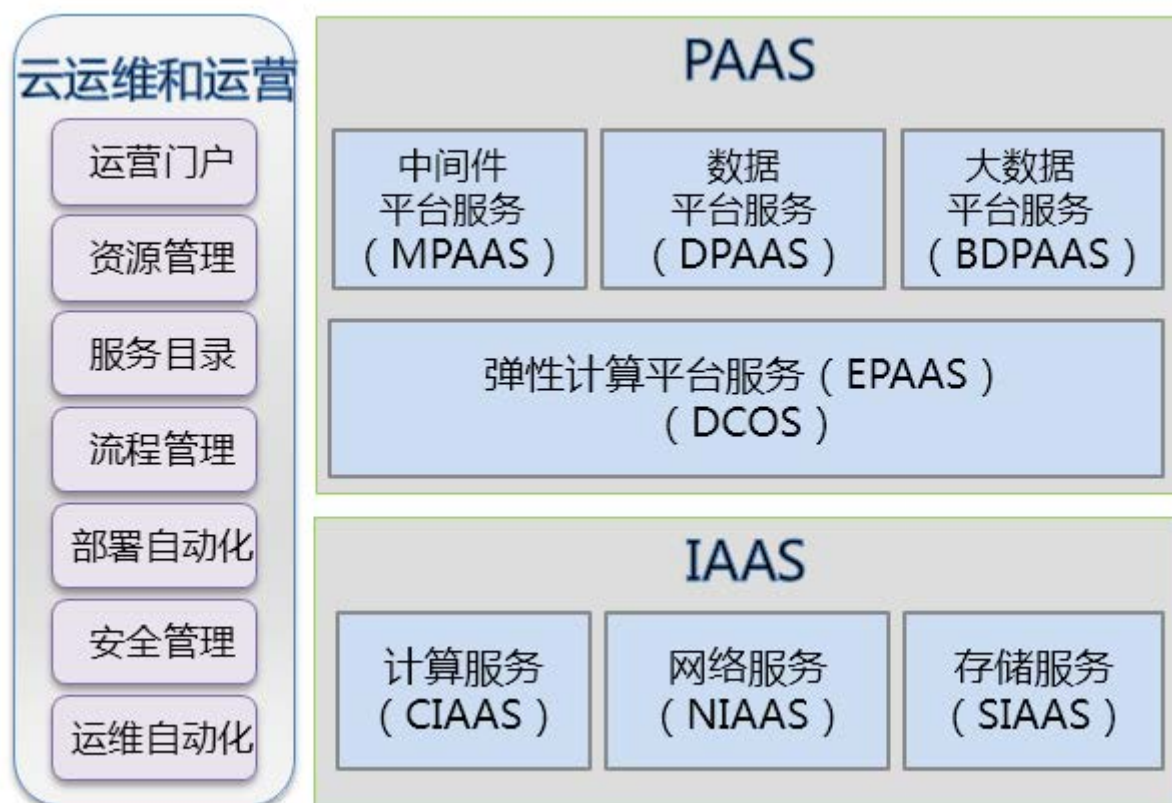 云运维和运营
运营门户
资源管理
服务目录
流程管理
部署自动化
安全管理
运维自动化
PAAS
中间件
平台服务
（MPAAS）
数据
平台服务
（DPAAS）
大数据
平台服务
（BDPAAS）
弹性计算平台服务（EPAAS）
（DCOS）
IAAS
计算服务
（CIAAS）
网络服务
（NIAAS）
存储服务
（SIAAS）